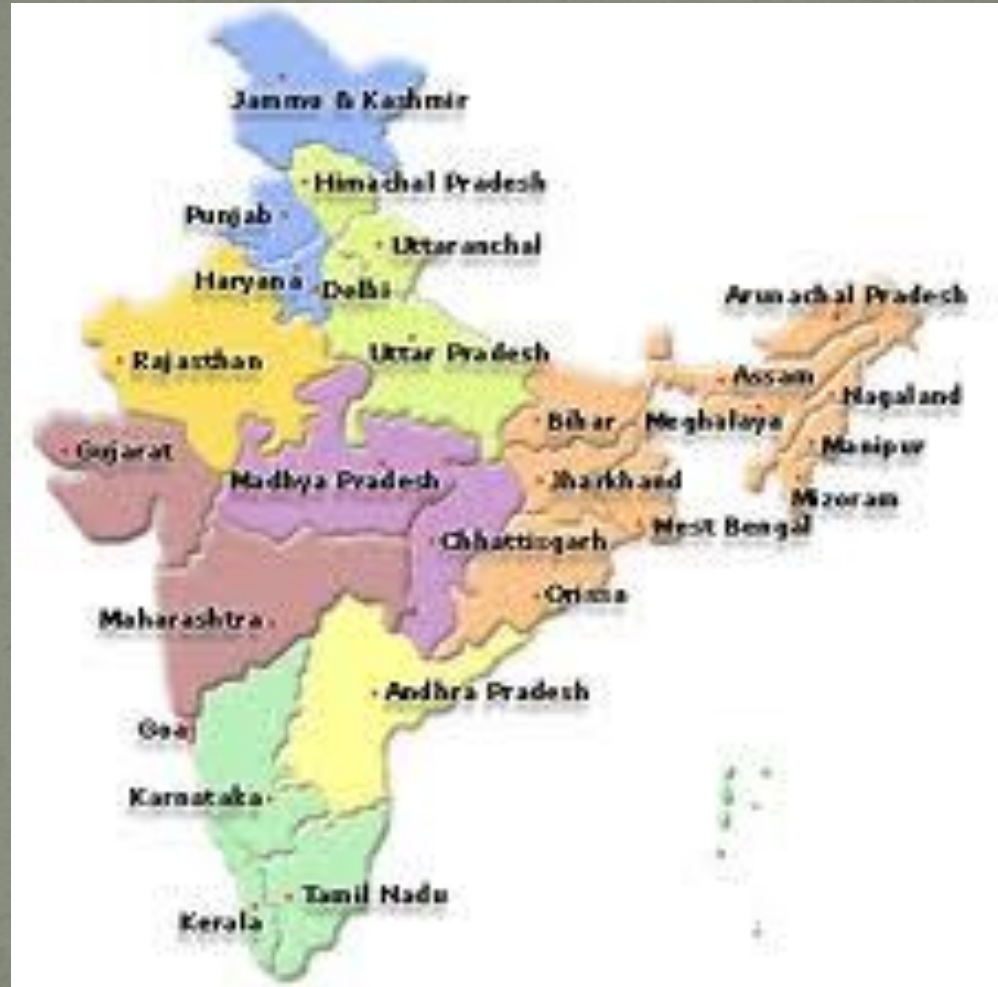 Jammu & Kashmir
Himachal Pradesh
Punjab
Uttaranchal
Haryana
Delhi
Arunachal Pradesh
Uttar Pradesh
Rajasthan
Assam
Nagaland
Bihar
Meghalaya
Gujarat
Manipur
Madhya Pradesh
Jharkhand
Mizoram
West Bengal
Chhattisgarh
Orissa
Maharashtra
Andhra Pradesh
Goa
Karnataka
Tamil Nadu
Kerala